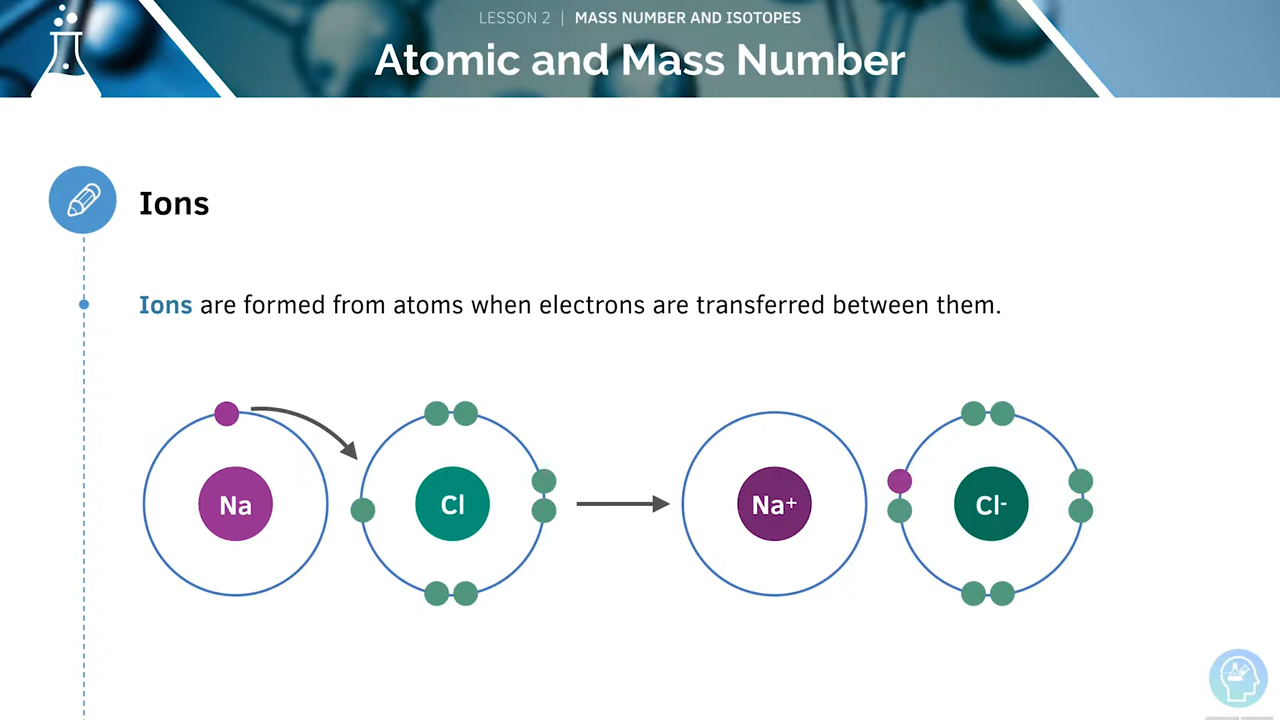 LESSON 2 | MASS NUMBER AND ISOTOPES
Atomic and Mass Number
Ions
Ions are formed from atoms when electrons are transferred between them.
Na
Cl
Na+
Cl-